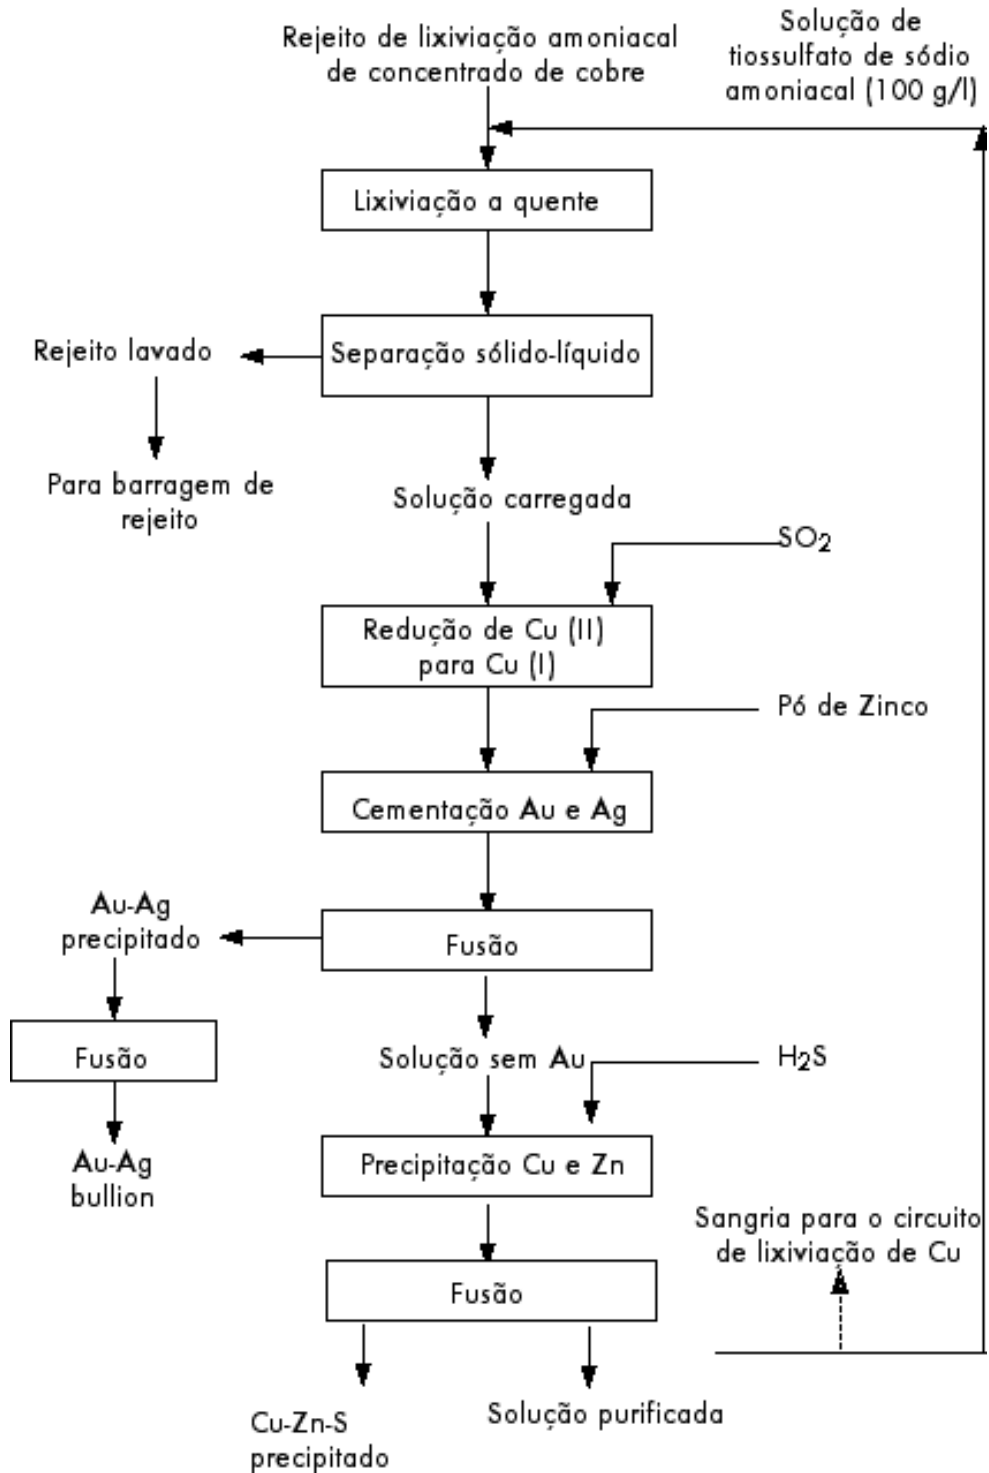 Rejeito de lixiviação amoniacal
de concentrado de cobre
Solução de
tiossulfato de sódio
amoniacal (100 g/l)
Lixiviação a quente
Rejeito lavado
Separação sólido-líquido
Para barragem de
rejeito
Solução carregada
SO2
Redução de Cu (II)
para Cu (I)
Pó de Zinco
Cementação Au e Ag
Au-Ag
precipitado
Fusão
Fusão
Solução sem Au
H2S
Au-Ag
bullion
Precipitação Cu e Zn
Sangria para o circuito
de lixiviação de Cu
Fusão
Cu-Zn-S
precipitado
Solução purificada